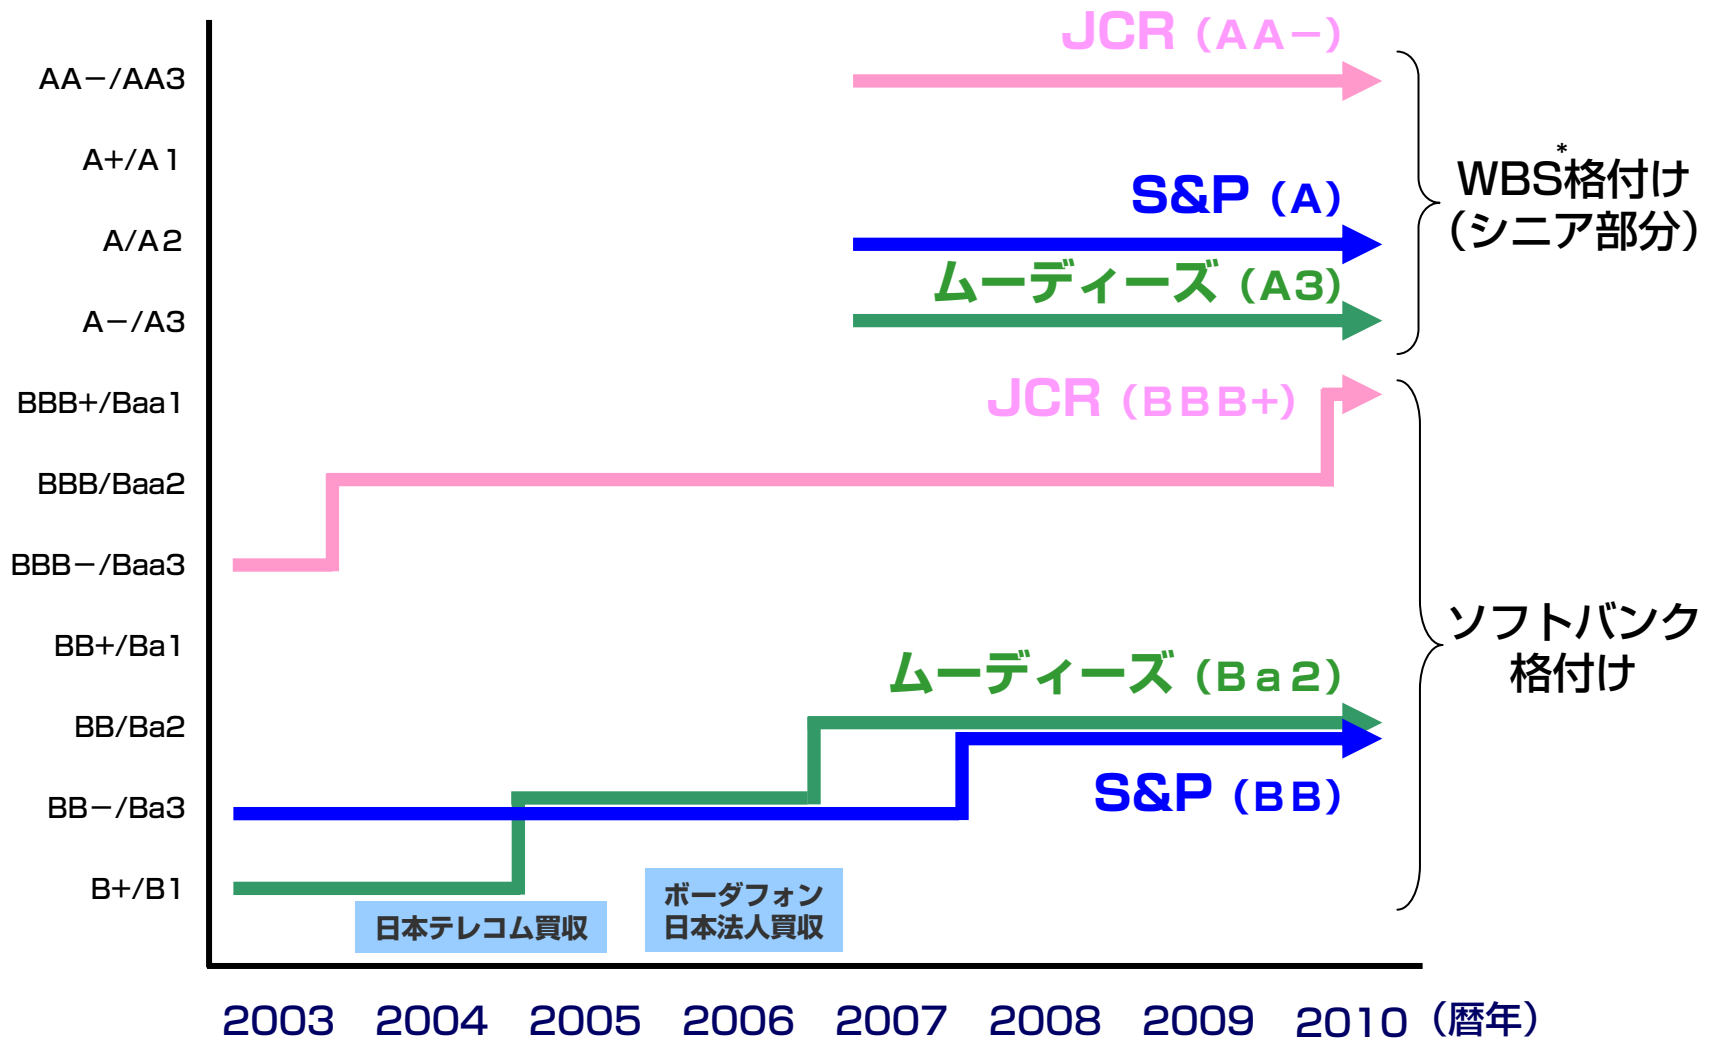 JCR（AA－）
AA－/AA3
A+/A1
WBS*格付け
（シニア部分）
S&P（A）
A/A2
ムーディーズ（A3）
A－/A3
BBB+/Baa1
JCR（BBB+）
BBB/Baa2
BBB－/Baa3
ソフトバンク
格付け
BB+/Ba1
ムーディーズ（Ba2）
BB/Ba2
S&P（BB）
BB－/Ba3
B+/B1
ボーダフォン
日本法人買収
日本テレコム買収
2003 2004 2005 2006 2007 2008 2009 2010（暦年）